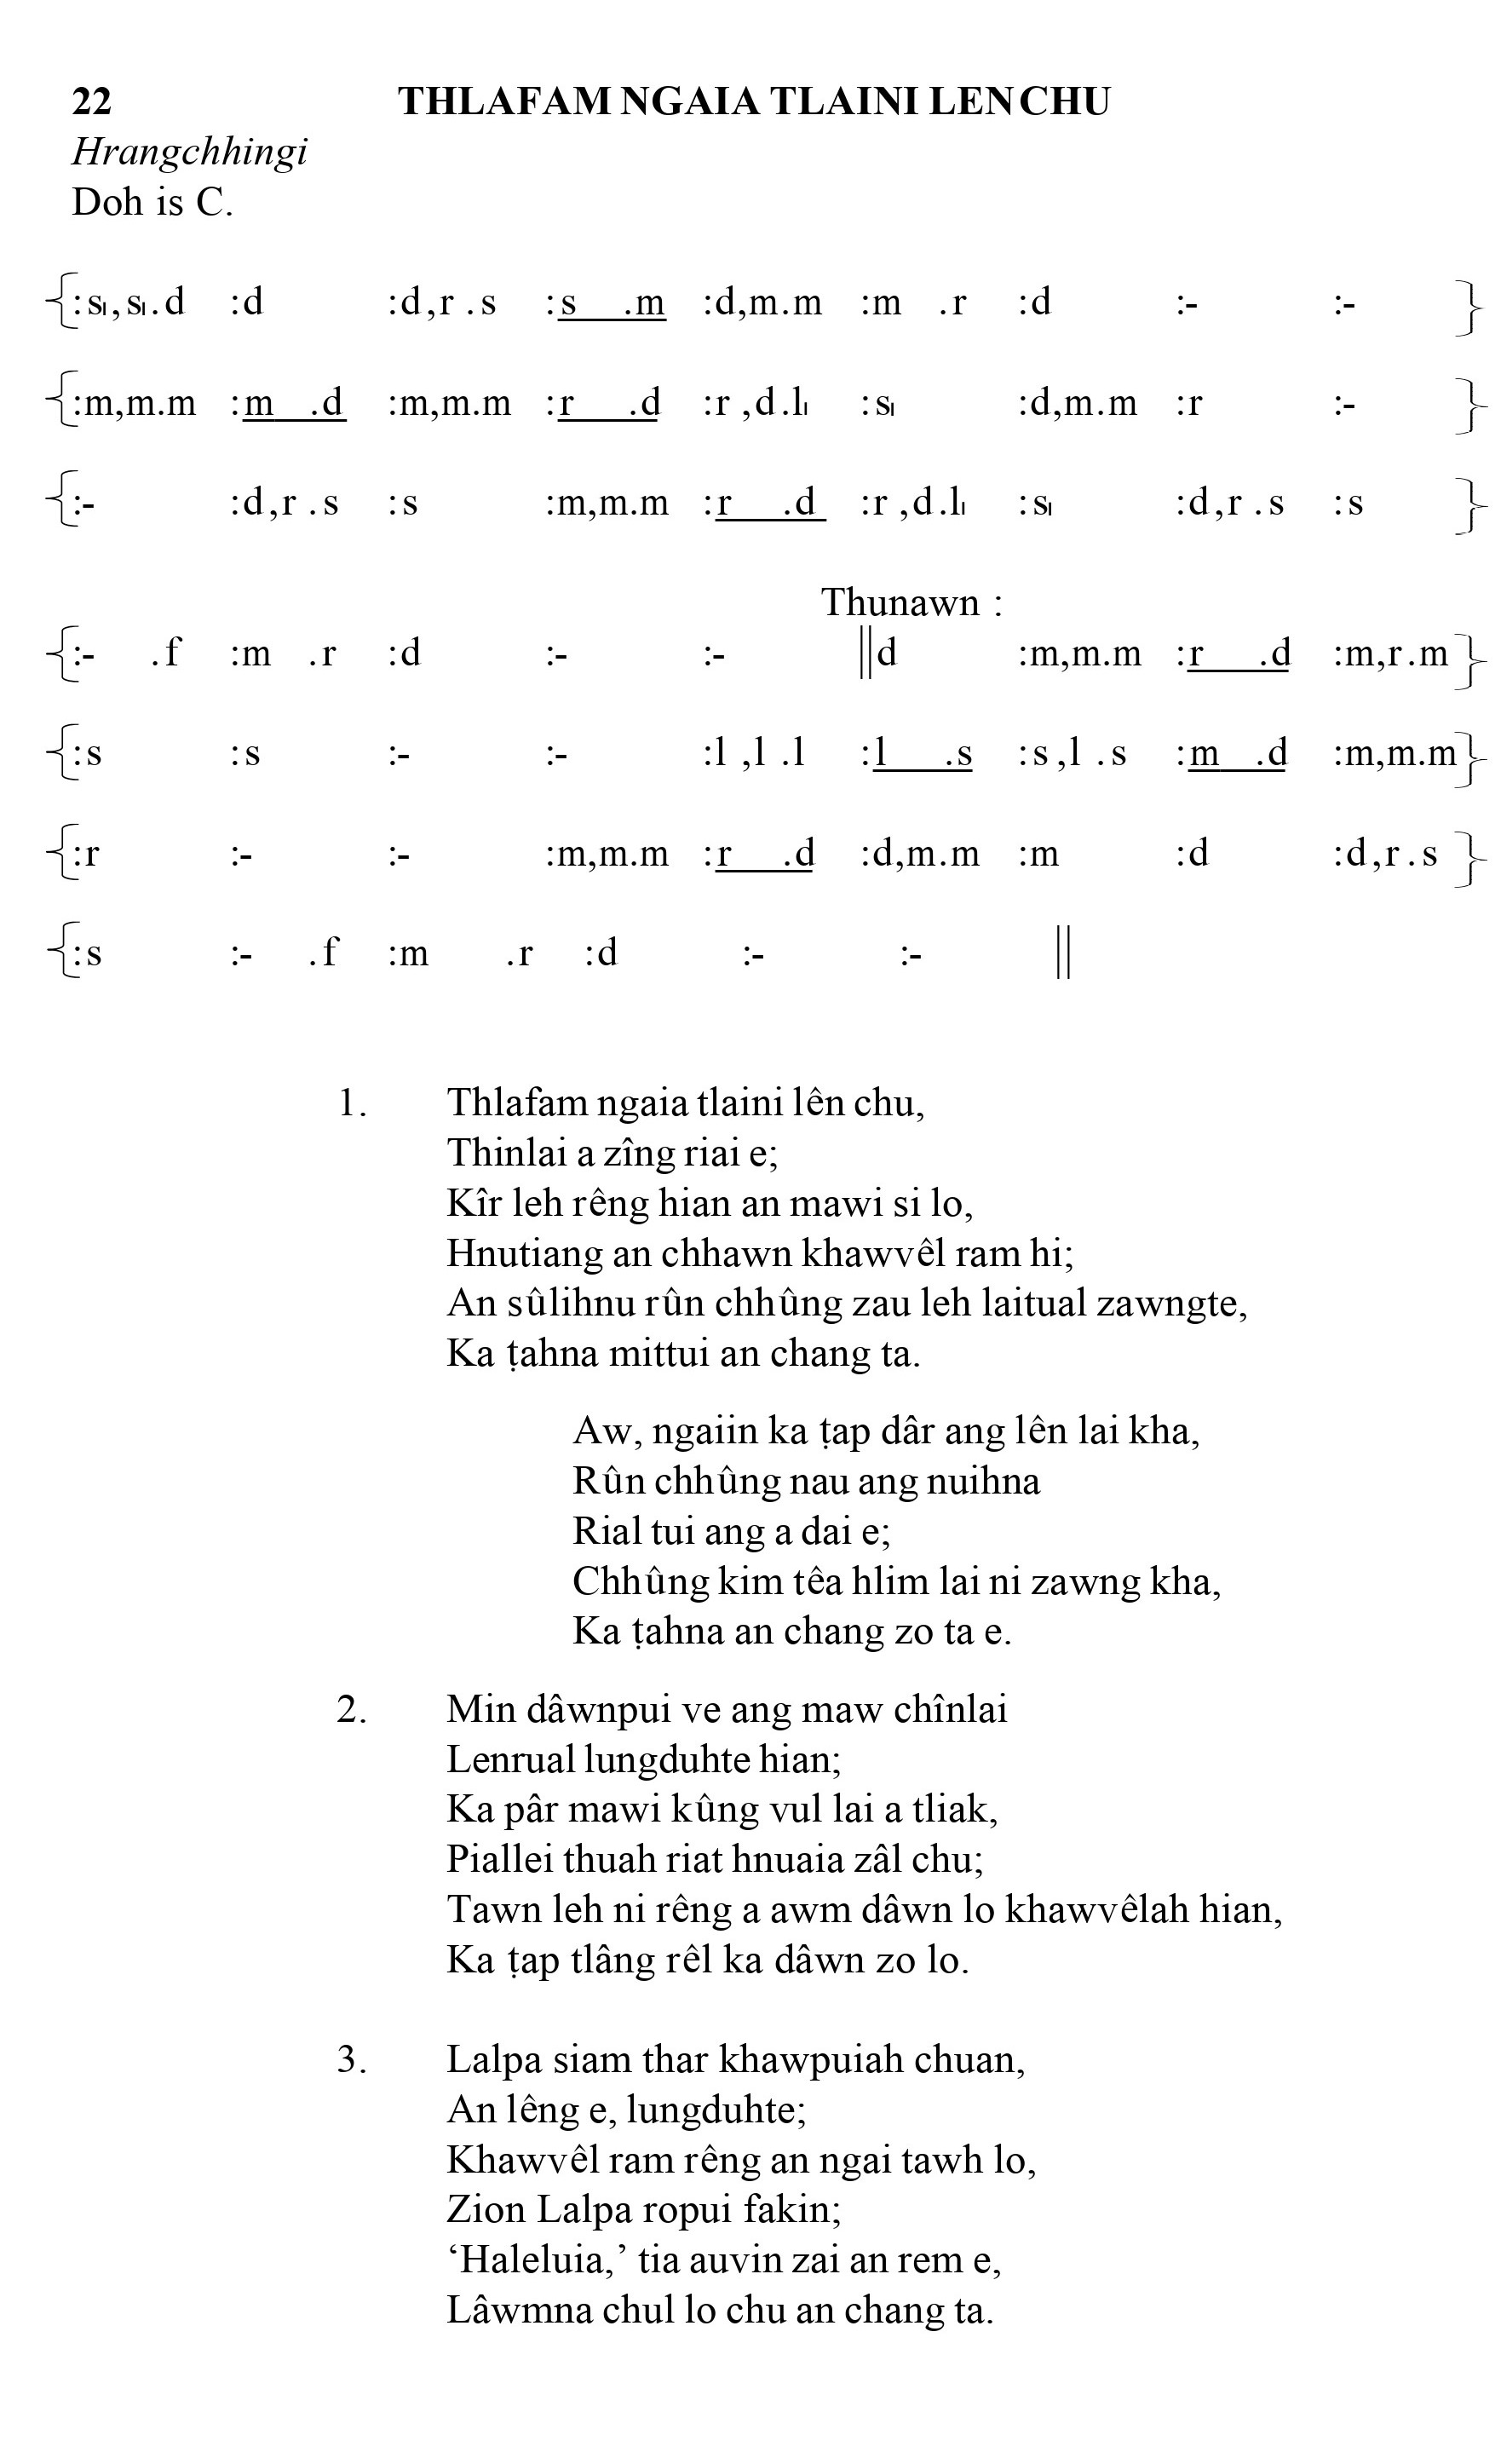 22 THLAFAM NGAIA TLAINI LEN CHU
Hrangchhingi
Doh is C.
{:s₁,s₁.d :d :d,r.s :s .m :d,m.m :m .r :d :- :- }
{:m,m.m :m .d :m,m.m :r .d :r,d.l₁ :s₁ :d,m.m :r :- }
{:- :d,r.s :s :m,m.m :r .d :r,d.l₁ :s₁ :d,r.s :s }
Thunawn :
{:- .f :m .r :d :- :- ||d :m,m.m :r .d :m,r.m }
{:s :s :- :- :l,l.l :l .s :s,l.s :m .d :m,m.m }
{:r :- :- :m,m.m :r .d :d,m.m :m :d :d,r.s }
{:s :- .f :m .r :d :- :- ||
1. Thlafam ngaia tlaini lên chu,
Thinlai a zîng riai e;
Kîr leh rêng hian an mawi si lo,
Hnutiang an chhawn khawvêl ram hi;
An sûlihnu rûn chhûng zau leh laitual zawngte,
Ka ṭahna mittui an chang ta.
Aw, ngaiin ka ṭap dâr ang lên lai kha,
Rûn chhûng nau ang nuihna
Rial tui ang a dai e;
Chhûng kim têa hlim lai ni zawng kha,
Ka ṭahna an chang zo ta e.
2. Min dâwnpui ve ang maw chînlai
Lenrual lungduhte hian;
Ka pâr mawi kûng vul lai a tliak,
Piallei thuah riat hnuaia zâl chu;
Tawn leh ni rêng a awm dâwn lo khawvêlah hian,
Ka ṭap tlâng rêl ka dâwn zo lo.
3. Lalpa siam thar khawpuiah chuan,
An lêng e, lungduhte;
Khawvêl ram rêng an ngai tawh lo,
Zion Lalpa ropui fakin;
‘Haleluia,’ tia auvin zai an rem e,
Lâwmna chul lo chu an chang ta.